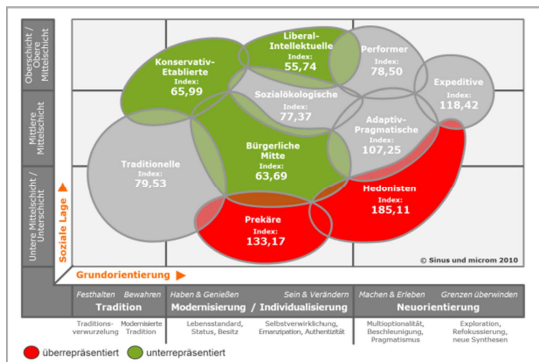 Oberschicht /
Obere
Mittelschicht
Mittlere
Mittelschicht
Untere Mittelschicht /
Unterschicht
Soziale Lage
Konservativ-
Etablierte
Index:
65,99
Liberal-
Intellektuelle
Index:
55,74
Performer
Index:
78,50
Expeditive
Index:
118,42
Sozialökologische
Index:
77,37
Adaptiv-
Pragmatische
Index:
107,25
Traditionelle
Index:
79,53
Bürgerliche
Mitte
Index:
63,69
Hedonisten
Index:
185,11
Prekäre
Index:
133,17
© Sinus und microm 2010
Grundorientierung
Festhalten Bewahren
Tradition
Haben & Genießen Sein & Verändern
Modernisierung / Individualisierung
Machen & Erleben Grenzen überwinden
Neuorientierung
Traditions-
verwurzelung
Modernisierte
Tradition
Lebensstandard,
Status, Besitz
Selbstverwirklichung,
Emanzipation, Authentizität
Multioptionalität,
Beschleunigung,
Pragmatismus
Exploration,
Refokussierung,
neue Synthesen
überrepräsentiert unterrepräsentiert